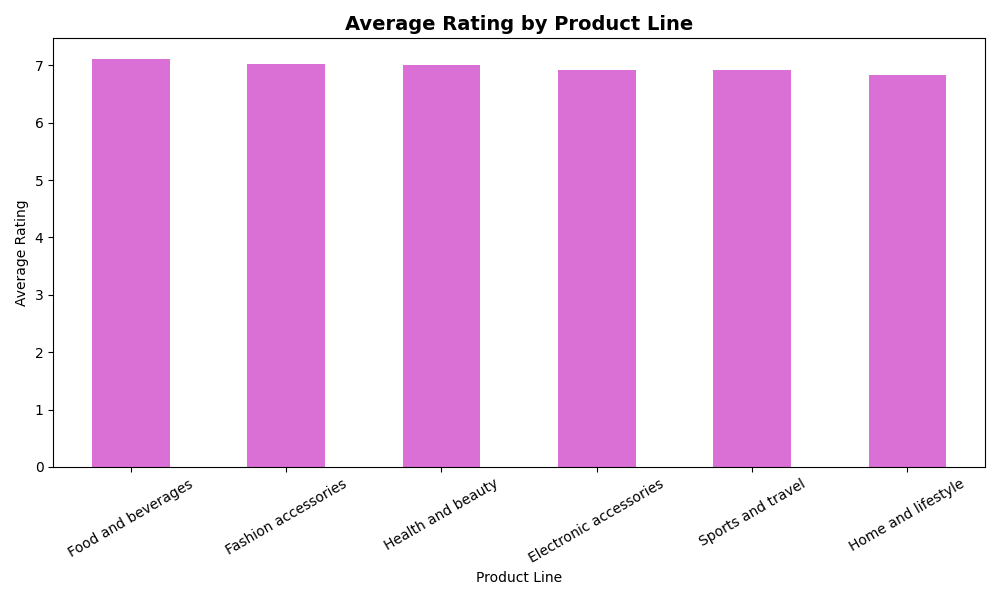 Average Rating by Product Line
7
6
5
4
3
2
1
0
Average Rating
Food and beverages
Fashion accessories
Health and beauty
Electronic accessories
Sports and travel
Home and lifestyle
Product Line